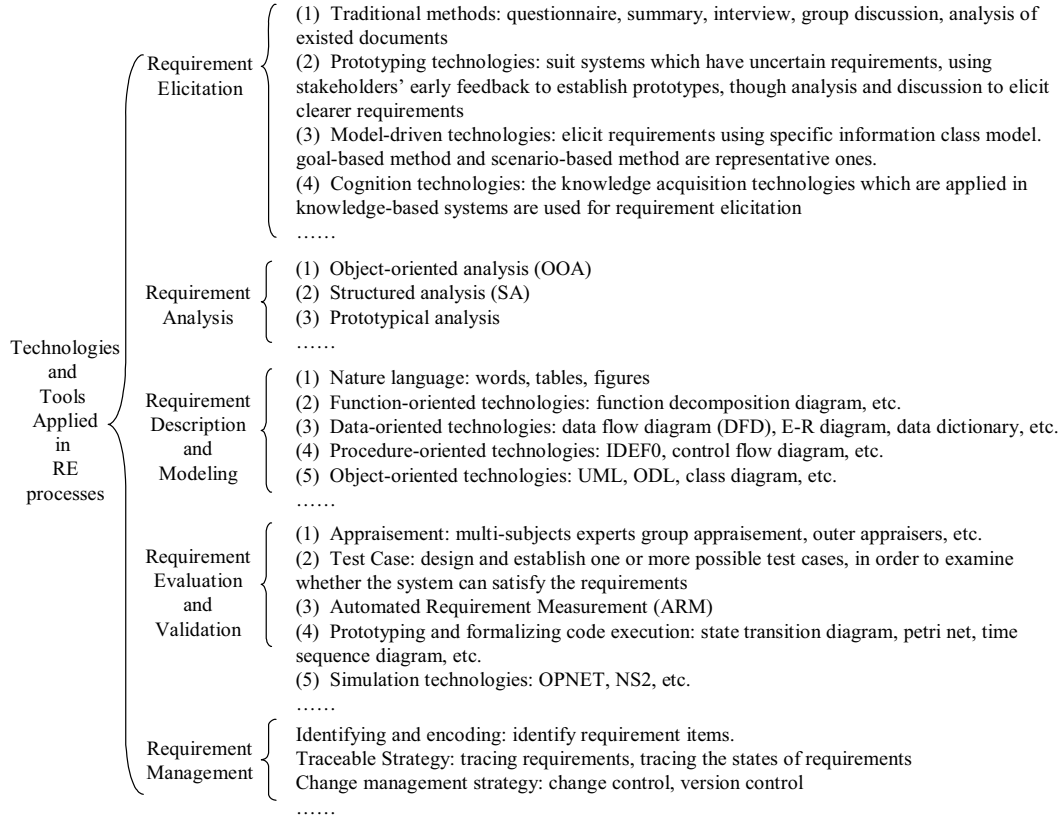 Technologies
and
Tools
Applied
in
RE
processes
Requirement
Elicitation
(1) Traditional methods: questionnaire, summary, interview, group discussion, analysis of
existed documents
(2) Prototyping technologies: suit systems which have uncertain requirements, using
stakeholders' early feedback to establish prototypes, though analysis and discussion to elicit
clearer requirements
(3) Model-driven technologies: elicit requirements using specific information class model.
goal-based method and scenario-based method are representative ones.
(4) Cognition technologies: the knowledge acquisition technologies which are applied in
knowledge-based systems are used for requirement elicitation
……
Requirement
Analysis
(1) Object-oriented analysis (OOA)
(2) Structured analysis (SA)
(3) Prototypical analysis
……
Requirement
Description
and
Modeling
(1) Nature language: words, tables, figures
(2) Function-oriented technologies: function decomposition diagram, etc.
(3) Data-oriented technologies: data flow diagram (DFD), E-R diagram, data dictionary, etc.
(4) Procedure-oriented technologies: IDEF0, control flow diagram, etc.
(5) Object-oriented technologies: UML, ODL, class diagram, etc.
……
Requirement
Evaluation
and
Validation
(1) Appraisement: multi-subjects experts group appraisement, outer appraisers, etc.
(2) Test Case: design and establish one or more possible test cases, in order to examine
whether the system can satisfy the requirements
(3) Automated Requirement Measurement (ARM)
(4) Prototyping and formalizing code execution: state transition diagram, petri net, time
sequence diagram, etc.
(5) Simulation technologies: OPNET, NS2, etc.
……
Requirement
Management
Identifying and encoding: identify requirement items.
Traceable Strategy: tracing requirements, tracing the states of requirements
Change management strategy: change control, version control
……